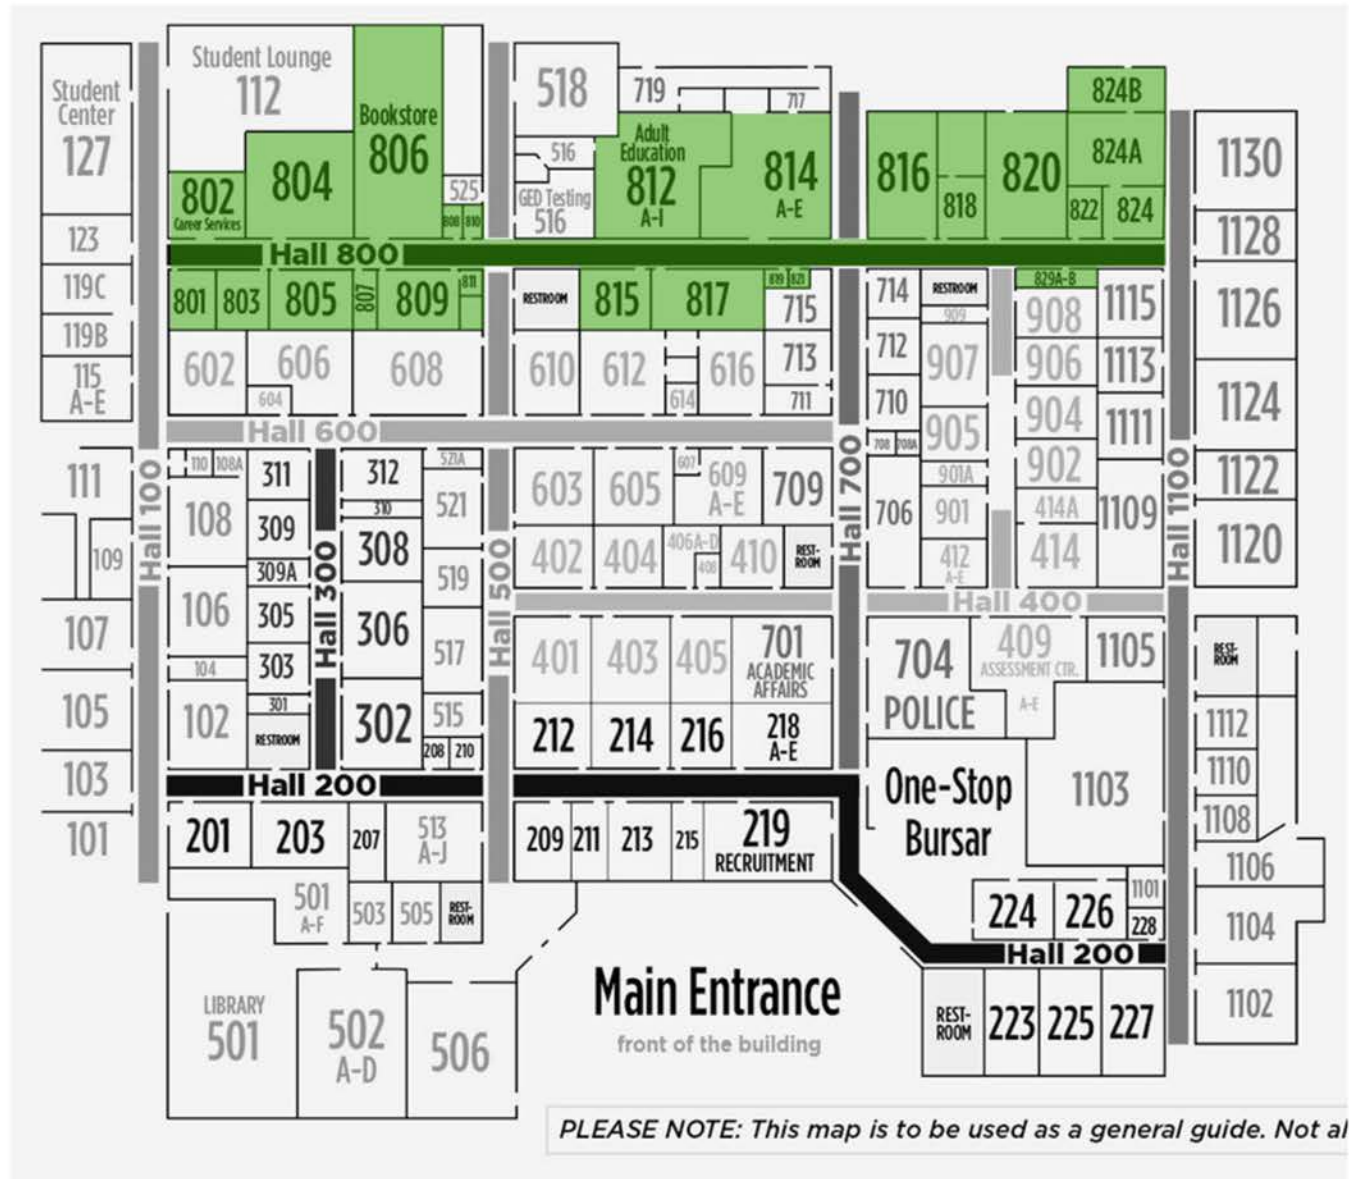 Student Lounge
112
Student
Center
127
Bookstore
806
804
802
Career Services
525
808 810
518
719
717
516
GED Testing
516
Adult
Education
812
A-I
814
A-E
816
818
820
824B
824A
822
824
1130
1128
123
Hall 800
119C
119B
115
A-E
801
803
805
807
809
811
RESTROOM
815
817
819 821
715
714
RESTROOM
909
829A-B
908
1115
1126
602
606
604
608
610
612
614
616
713
711
712
710
907
906
1113
904
1111
1124
905
708 708A
Hall 600
Hall 700
902
901A
1122
111
109
Hall 100
110 108A
108
311
312
310
309
309A
308
521A
521
519
603
605
607
609
A-E
709
706
901
414A
1109
Hall 1100
1120
402
404
406A-D
408
410
REST-
ROOM
412
A-E
414
106
305
Hall 300
306
Hall 500
Hall 400
107
104
303
517
401
403
405
701
ACADEMIC
AFFAIRS
704
POLICE
409
ASSESSMENT CTR.
A-E
1105
REST-
ROOM
105
102
301
RESTROOM
302
515
208 210
212
214
216
218
A-E
1112
1110
1108
103
101
Hall 200
One-Stop
Bursar
1103
201
203
207
513
A-J
209
211
213
215
219
RECRUITMENT
1106
501
A-F
503
505
REST-
ROOM
224
226
1101
228
1104
Hall 200
LIBRARY
501
502
A-D
506
Main Entrance
front of the building
REST-
ROOM
223
225
227
1102
PLEASE NOTE: This map is to be used as a general guide. Not al